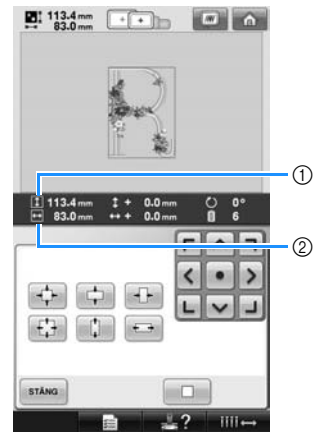 113.4 mm
83.0 mm
113.4 mm + 0.0 mm 0°
83.0 mm + 0.0 mm 6
①
②
STÄNG
?